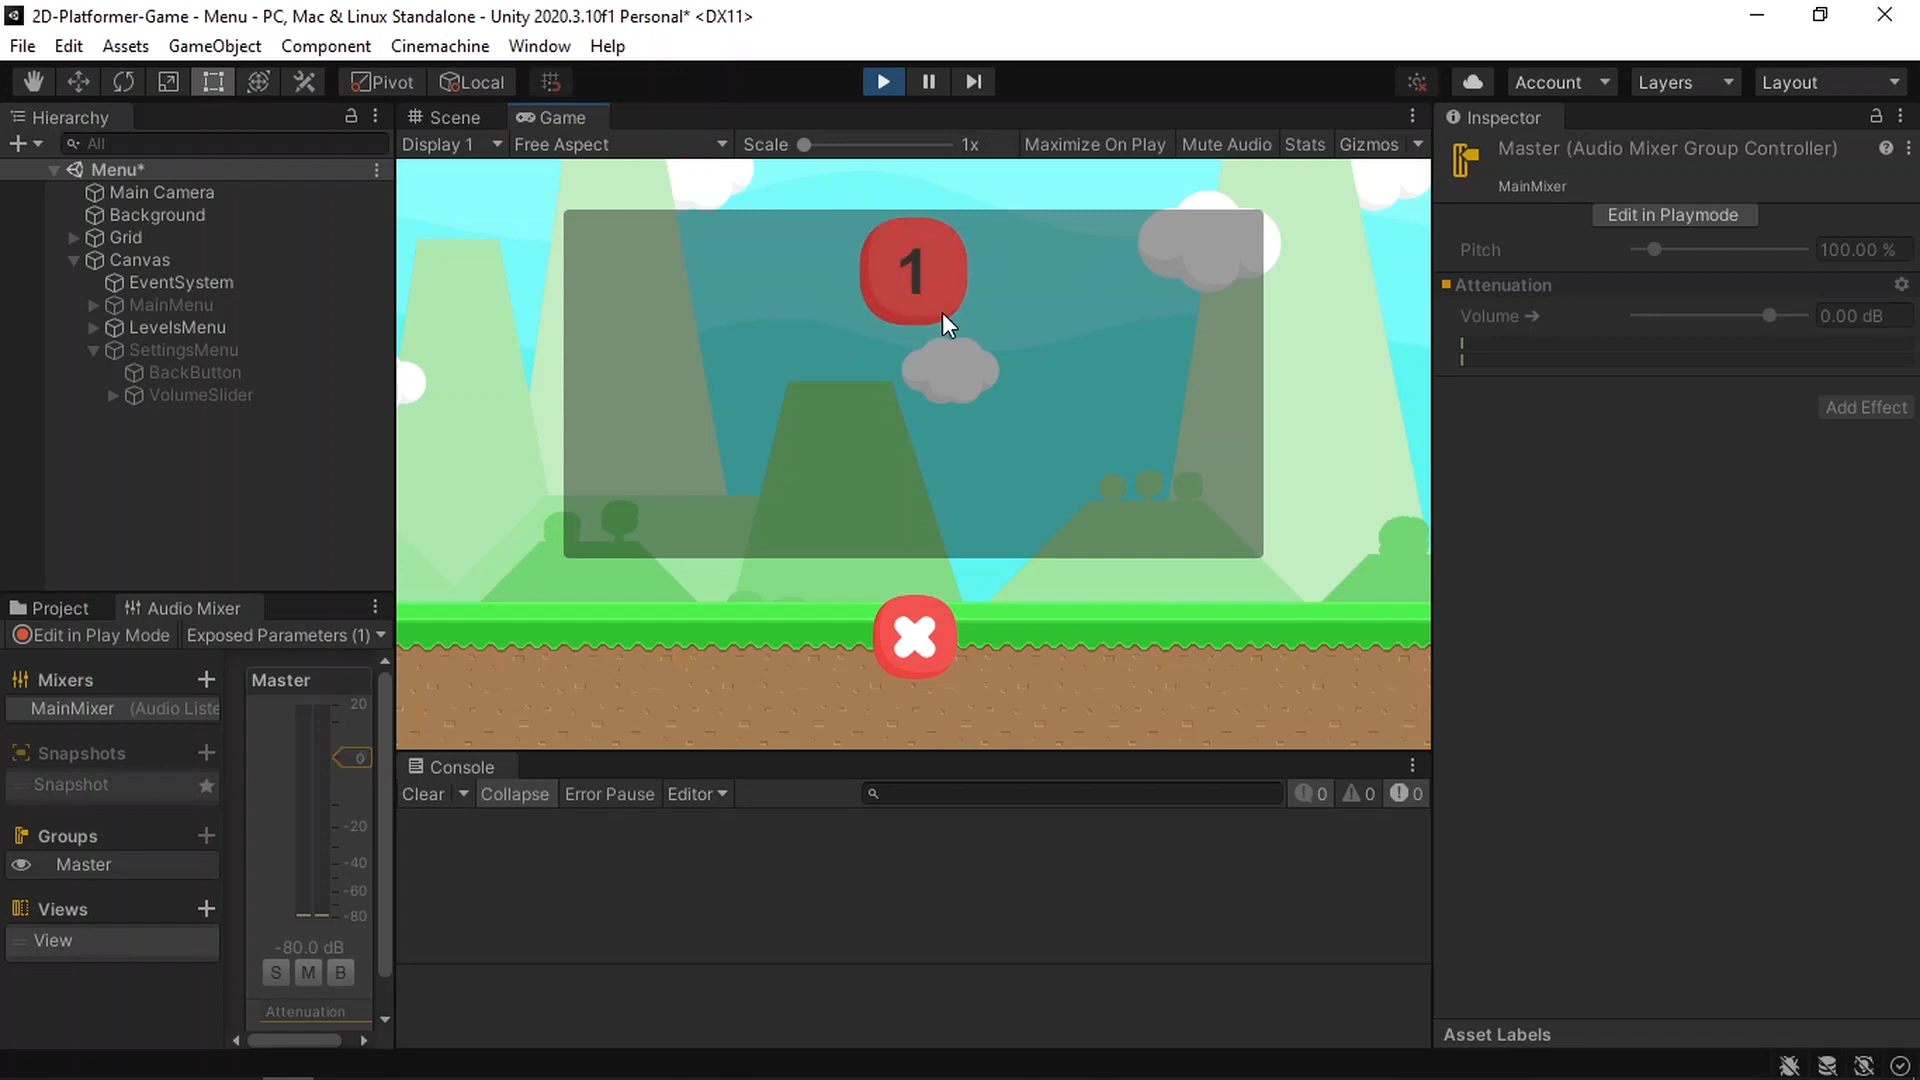 2D-Platformer-Game - Menu - PC, Mac & Linux Standalone - Unity 2020.3.10f1 Personal* <DX11>
File Edit Assets GameObject Component Cinemachine Window Help
Pivot Local Account Layers Layout
Hierarchy
All
Menu*
Main Camera
Background
Grid
Canvas
EventSystem
MainMenu
LevelsMenu
SettingsMenu
BackButton
VolumeSlider
Scene Game
Display 1 Free Aspect Scale 1x Maximize On Play Mute Audio Stats Gizmos
1
Inspector
Master (Audio Mixer Group Controller)
MainMixer
Edit in Playmode
Pitch 100.00 %
Attenuation
Volume → 0.00 dB
Add Effect
Asset Labels
Project Audio Mixer
Edit in Play Mode Exposed Parameters (1)
Mixers +
MainMixer (Audio Liste
Snapshots +
Snapshot
Groups +
Master
Views +
View
Master
20
0
-20
-40
-60
-80
-80.0 dB
S M B
Attenuation
Console
Clear Collapse Error Pause Editor 0 0 0